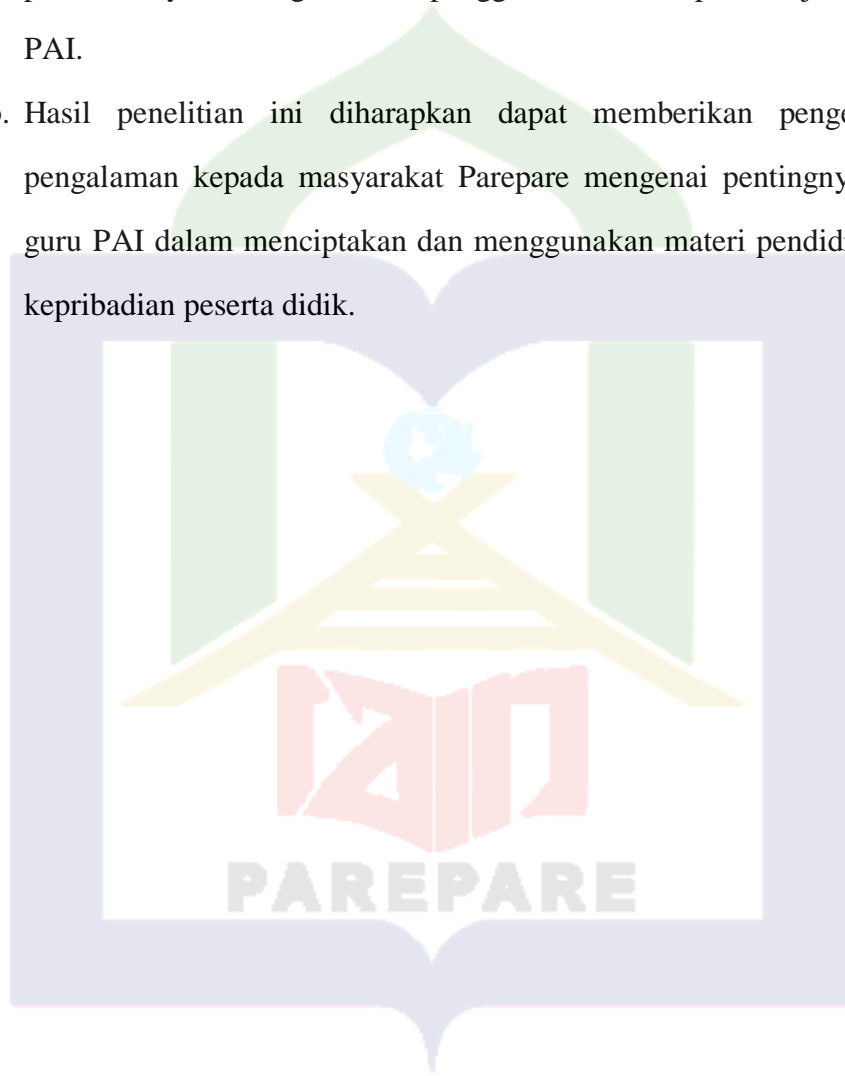 PAI.
. Hasil penelitian ini diharapkan dapat memberikan
pengalaman kepada masyarakat Parepare mengenai
guru PAI dalam menciptakan dan menggunakan materi
kepribadian peserta didik.
iain
PAREPARE